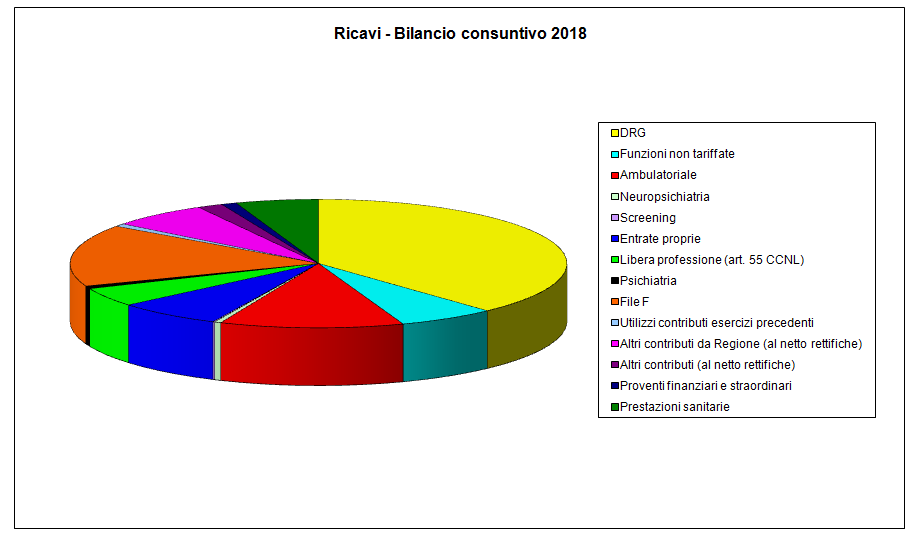 Ricavi - Bilancio consuntivo 2018
DRG
Funzioni non tariffate
Ambulatoriale
Neuropsichiatria
Screening
Entrate proprie
Libera professione (art. 55 CCNL)
Psichiatria
File F
Utilizzi contributi esercizi precedenti
Altri contributi da Regione (al netto rettifiche)
Altri contributi (al netto rettifiche)
Proventi finanziari e straordinari
Prestazioni sanitarie